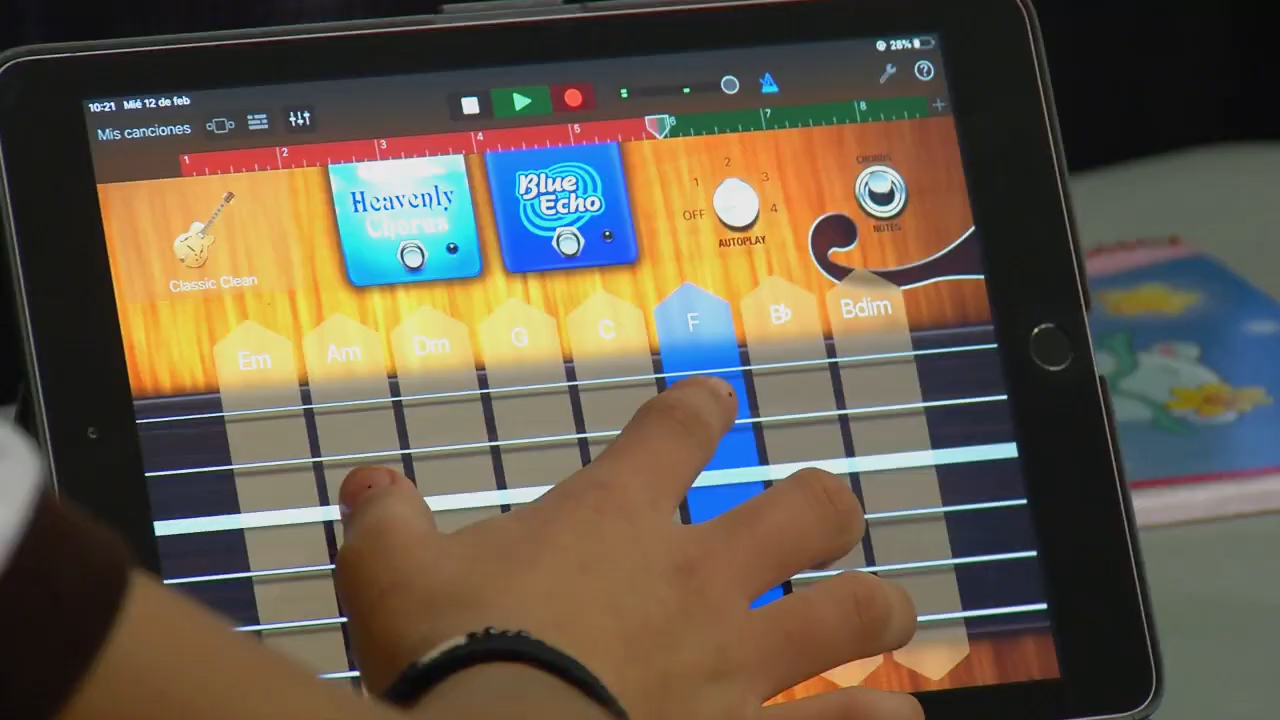 10:21 Mié 12 de feb
28%
Mis canciones
1 2 3 4 5 6 7 8
Heavenly
Chorus
Blue
Echo
Classic Clean
OFF 1 2 3 4
AUTOPLAY
CHORDS
NOTES
Em Am Dm G C F B♭ Bdim